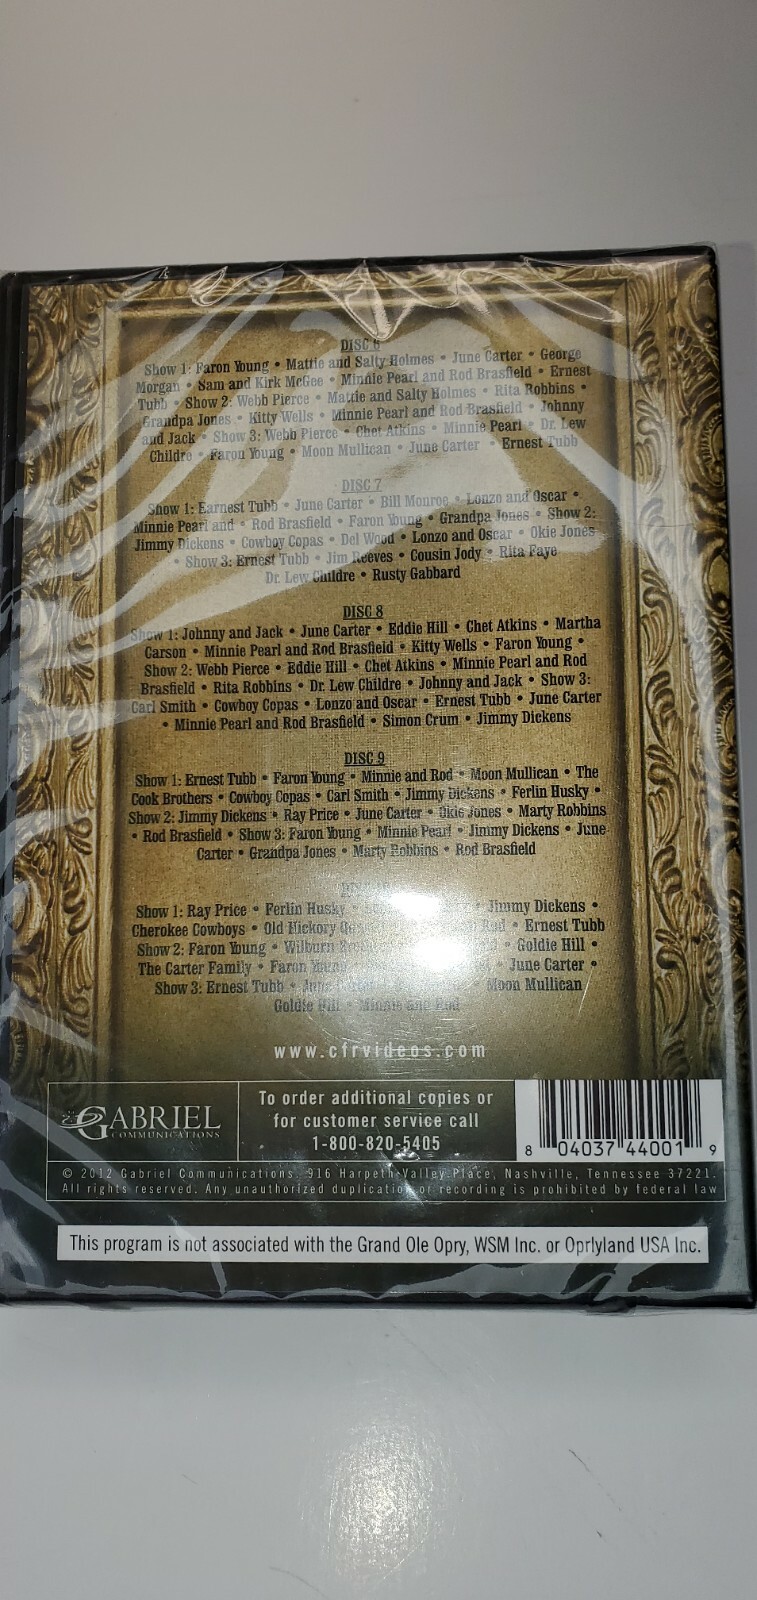 DISC 6
Show 1: Faron Young • Mattie and Salty Holmes • June Carter • George
Morgan • Sam and Kirk McGee • Minnie Pearl and Rod Brasfield • Ernest
Tubb • Show 2: Webb Pierce • Mattie and Salty Holmes • Rita Robbins •
Grandpa Jones • Kitty Wells • Minnie Pearl and Rod Brasfield • Johnny
and Jack • Show 3: Webb Pierce • Chet Atkins • Minnie Pearl • Dr. Lew
Childre • Faron Young • Moon Mullican • June Carter • Ernest Tubb
DISC 7
Show 1: Earnest Tubb • June Carter • Bill Monroe • Lonzo and Oscar •
Minnie Pearl and • Rod Brasfield • Faron Young • Grandpa Jones • Show 2:
Jimmy Dickens • Cowboy Copas • Del Wood • Lonzo and Oscar • Okie Jones
• Show 3: Ernest Tubb • Jim Reeves • Cousin Jody • Rita Faye
Dr. Lew Childre • Rusty Gabbard
DISC 8
Show 1: Johnny and Jack • June Carter • Eddie Hill • Chet Atkins • Martha
Carson • Minnie Pearl and Rod Brasfield • Kitty Wells • Faron Young •
Show 2: Webb Pierce • Eddie Hill • Chet Atkins • Minnie Pearl and Rod
Brasfield • Rita Robbins • Dr. Lew Childre • Johnny and Jack • Show 3:
Carl Smith • Cowboy Copas • Lonzo and Oscar • Ernest Tubb • June Carter
• Minnie Pearl and Rod Brasfield • Simon Crum • Jimmy Dickens
DISC 9
Show 1: Ernest Tubb • Faron Young • Minnie and Rod • Moon Mullican • The
Cook Brothers • Cowboy Copas • Carl Smith • Jimmy Dickens • Ferlin Husky •
Show 2: Jimmy Dickens • Ray Price • June Carter • Okie Jones • Marty Robbins
• Rod Brasfield • Show 3: Faron Young • Minnie Pearl • Jimmy Dickens • June
Carter • Grandpa Jones • Marty Robbins • Rod Brasfield
Show 1: Ray Price • Ferlin Husky • Jimmy Dickens •
Cherokee Cowboys • Old Hickory Rod • Ernest Tubb
Show 2: Faron Young • Wilburn • Goldie Hill •
The Carter Family • Faron Young • June Carter •
Show 3: Ernest Tubb • June Moon Mullican
Goldie Hill • Minnie and Rod
www.cfrvideos.com
GABRIEL
COMMUNICATIONS
To order additional copies or
for customer service call
1-800-820-5405
8 04037 44001 9
© 2012 Gabriel Communications. 916 Harpeth Valley Place, Nashville, Tennessee 37221.
All rights reserved. Any unauthorized duplication or recording is prohibited by federal law
This program is not associated with the Grand Ole Opry, WSM Inc. or Oprlyland USA Inc.